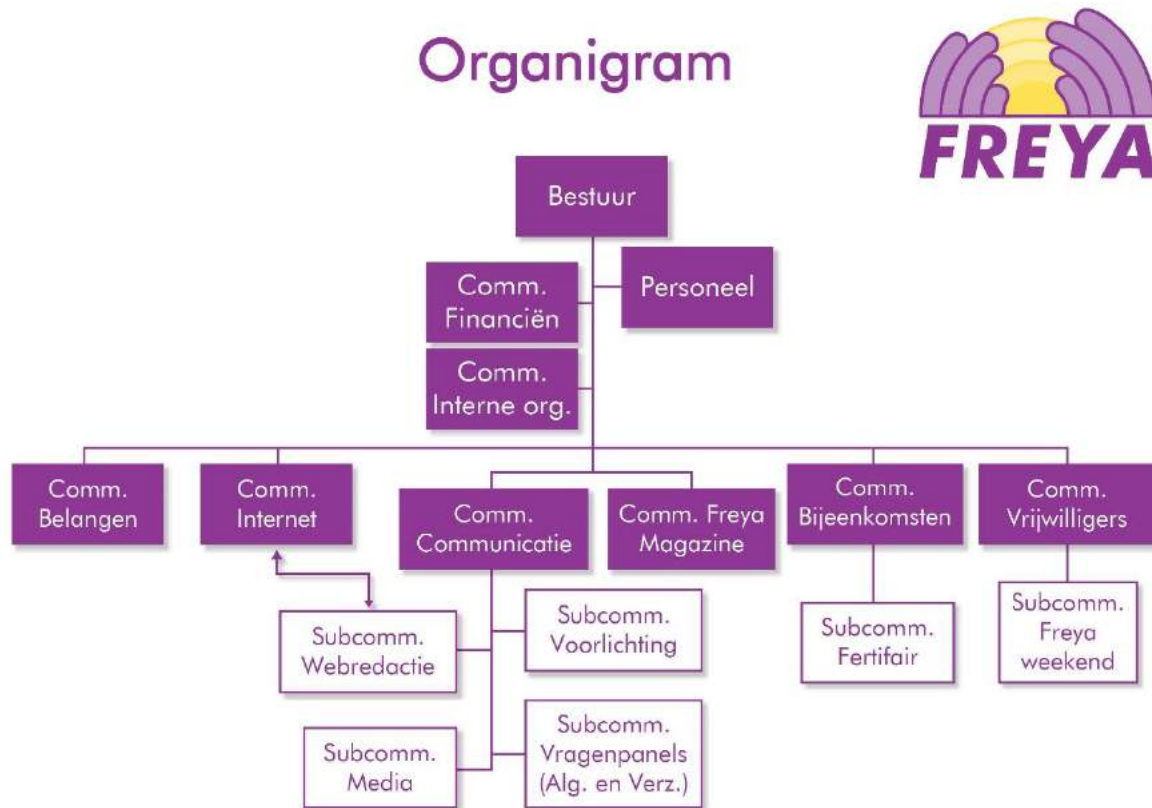 Organigram
FREYA
Bestuur
Comm.
Financiën
Personeel
Comm.
Interne org.
Comm.
Belangen
Comm.
Internet
Comm.
Communicatie
Comm. Freya
Magazine
Comm.
Bijeenkomsten
Comm.
Vrijwilligers
Subcomm.
Webredactie
Subcomm.
Voorlichting
Subcomm.
Fertifair
Subcomm.
Freya
weekend
Subcomm.
Media
Subcomm.
Vragenpanels
(Alg. en Verz.)